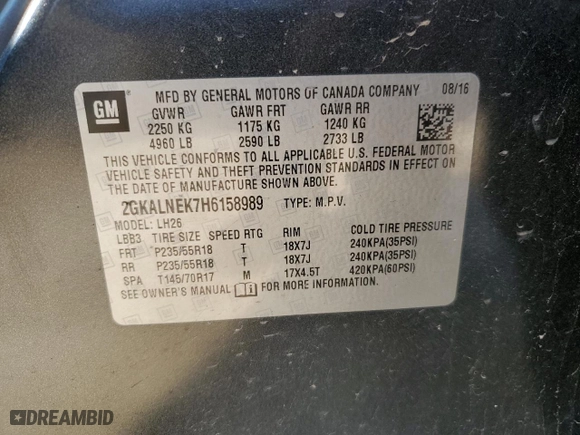 GM
MFD BY GENERAL MOTORS OF CANADA COMPANY 08/16
GVWR GAWR FRT GAWR RR
2250 KG 1175 KG 1240 KG
4960 LB 2590 LB 2733 LB
THIS VEHICLE CONFORMS TO ALL APPLICABLE U.S. FEDERAL MOTOR
VEHICLE SAFETY AND THEFT PREVENTION STANDARDS IN EFFECT ON
THE DATE OF MANUFACTURE SHOWN ABOVE.
2GKALNEK7H6158989 TYPE: M.P.V.
MODEL: LH26
LBB3 TIRE SIZE SPEED RTG RIM COLD TIRE PRESSURE
FRT P235/55R18 T 18X7J 240KPA(35PSI)
RR P235/55R18 T 18X7J 240KPA(35PSI)
SPA T145/70R17 M 17X4.5T 420KPA(60PSI)
SEE OWNER'S MANUAL FOR MORE INFORMATION.
DREAMBID